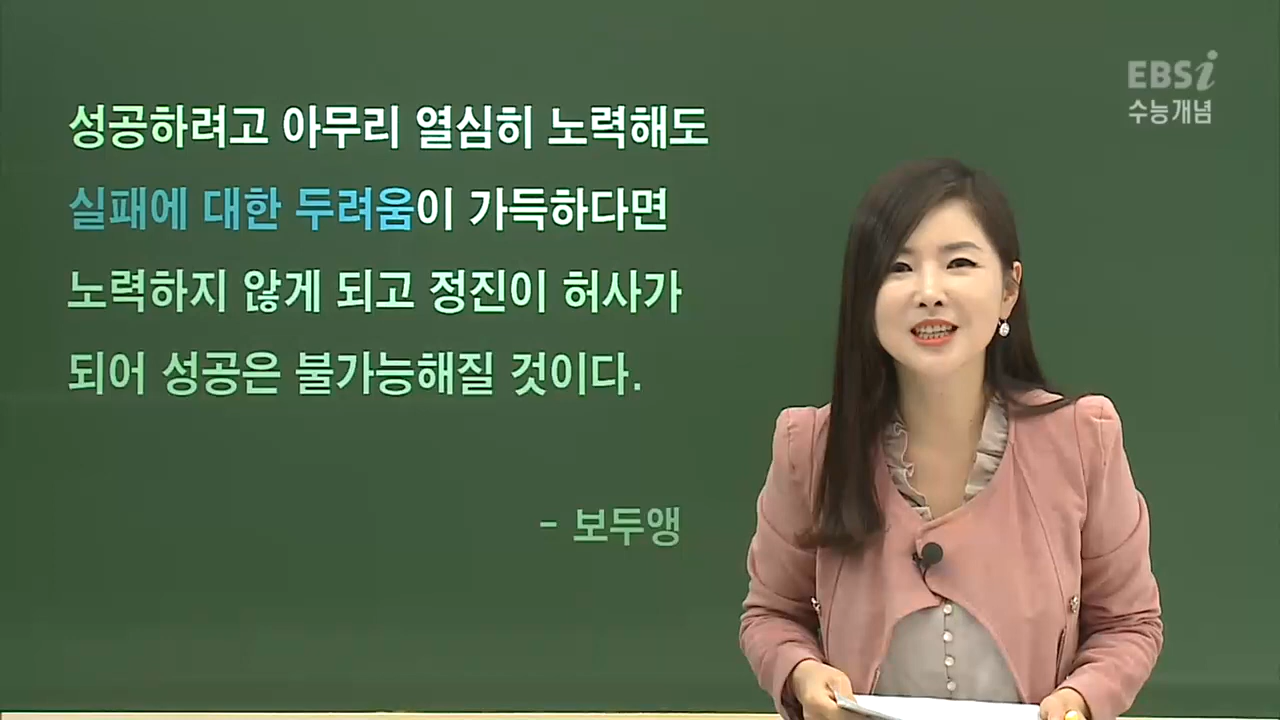 EBSi
수능개념
성공하려고 아무리 열심히 노력해도
실패에 대한 두려움이 가득하다면
노력하지 않게 되고 정진이 허사가
되어 성공은 불가능해질 것이다.
- 보두앵